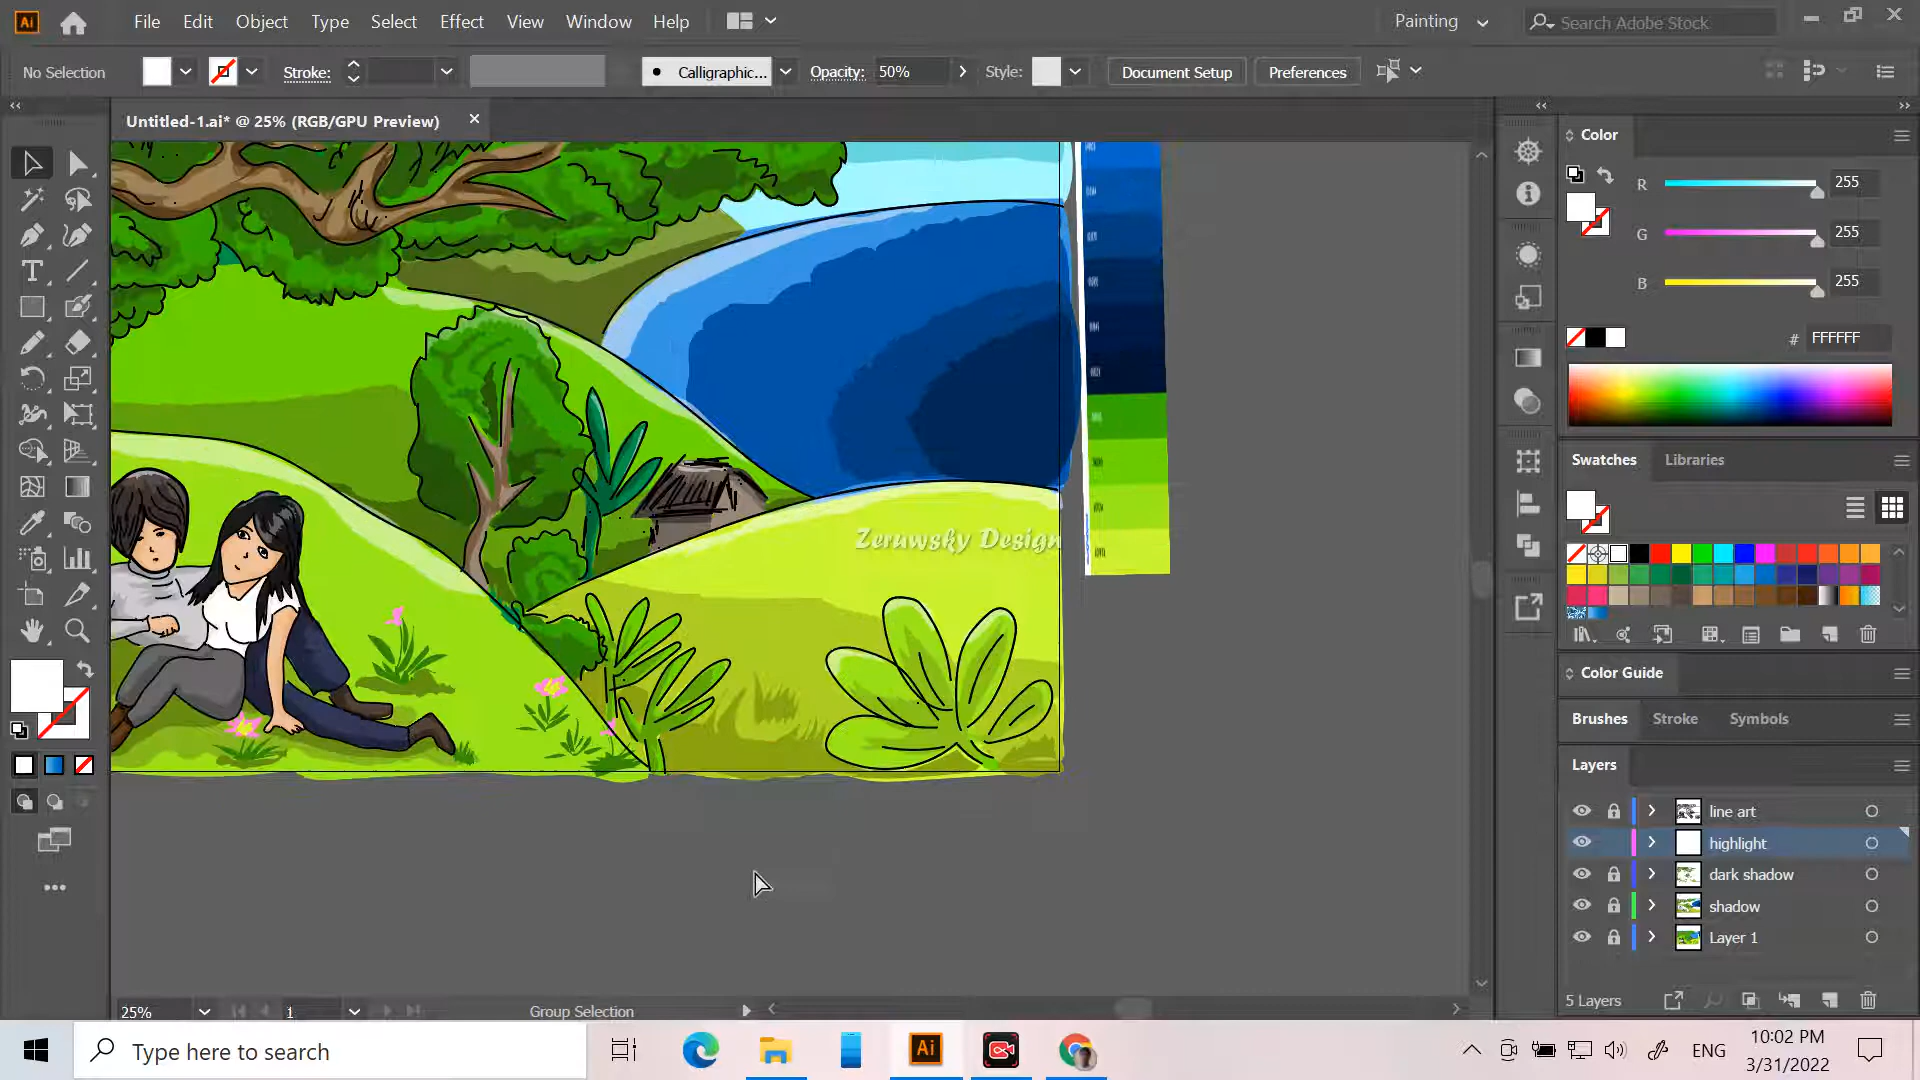 File Edit Object Type Select Effect View Window Help
Painting
Search Adobe Stock
No Selection
Stroke:
Calligraphic...
Opacity: 50%
Style:
Document Setup
Preferences
Untitled-1.ai* @ 25% (RGB/GPU Preview)
Color
R 255
G 255
B 255
# FFFFFF
Swatches Libraries
Zeruwsky Design
Color Guide
Brushes Stroke Symbols
Layers
line art
highlight
dark shadow
shadow
Layer 1
5 Layers
25%
1
Group Selection
Type here to search
Ai
ENG
10:02 PM
3/31/2022